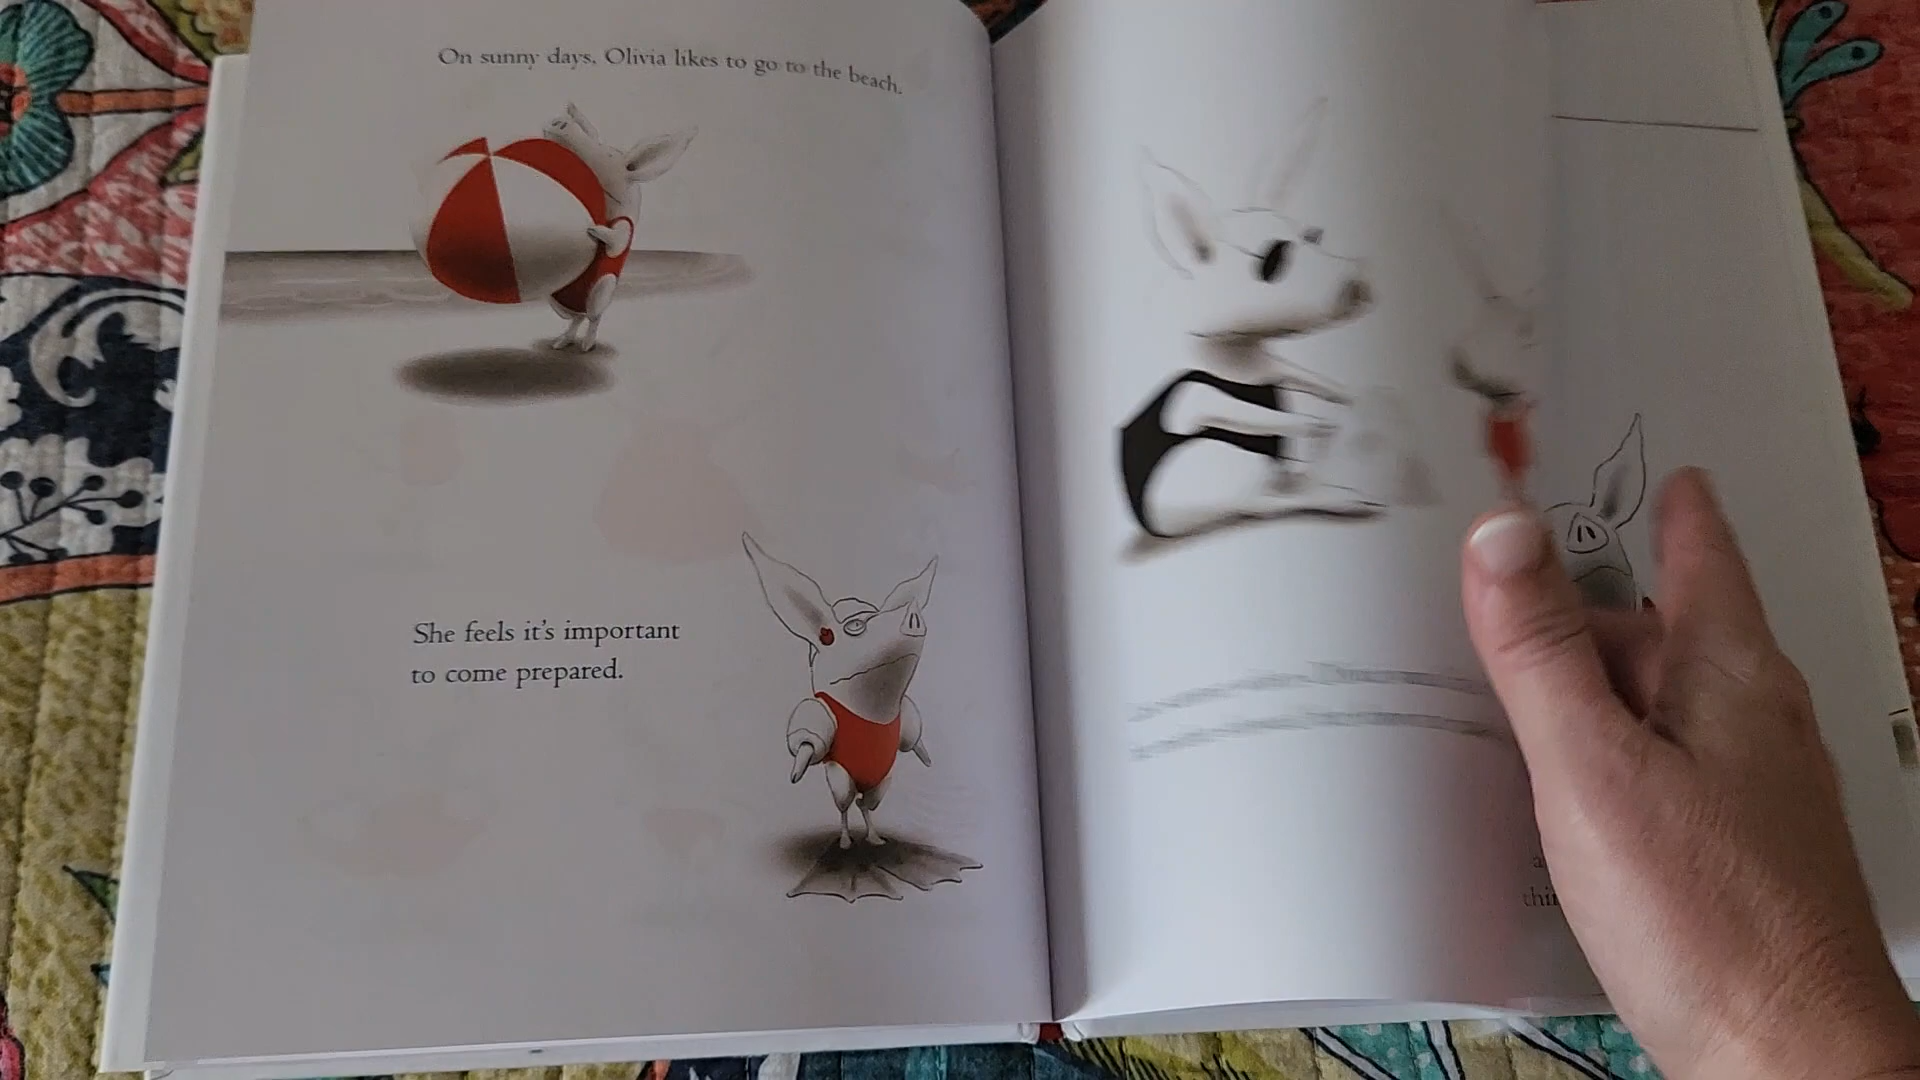 On sunny days, Olivia likes to go to the beach.
She feels it's important
to come prepared.